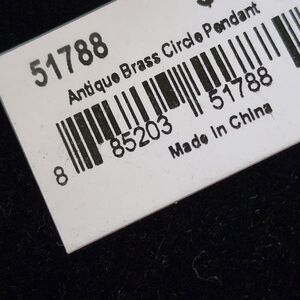 51788
Antique Brass Circle Pendant
8 85203 51788
Made in China